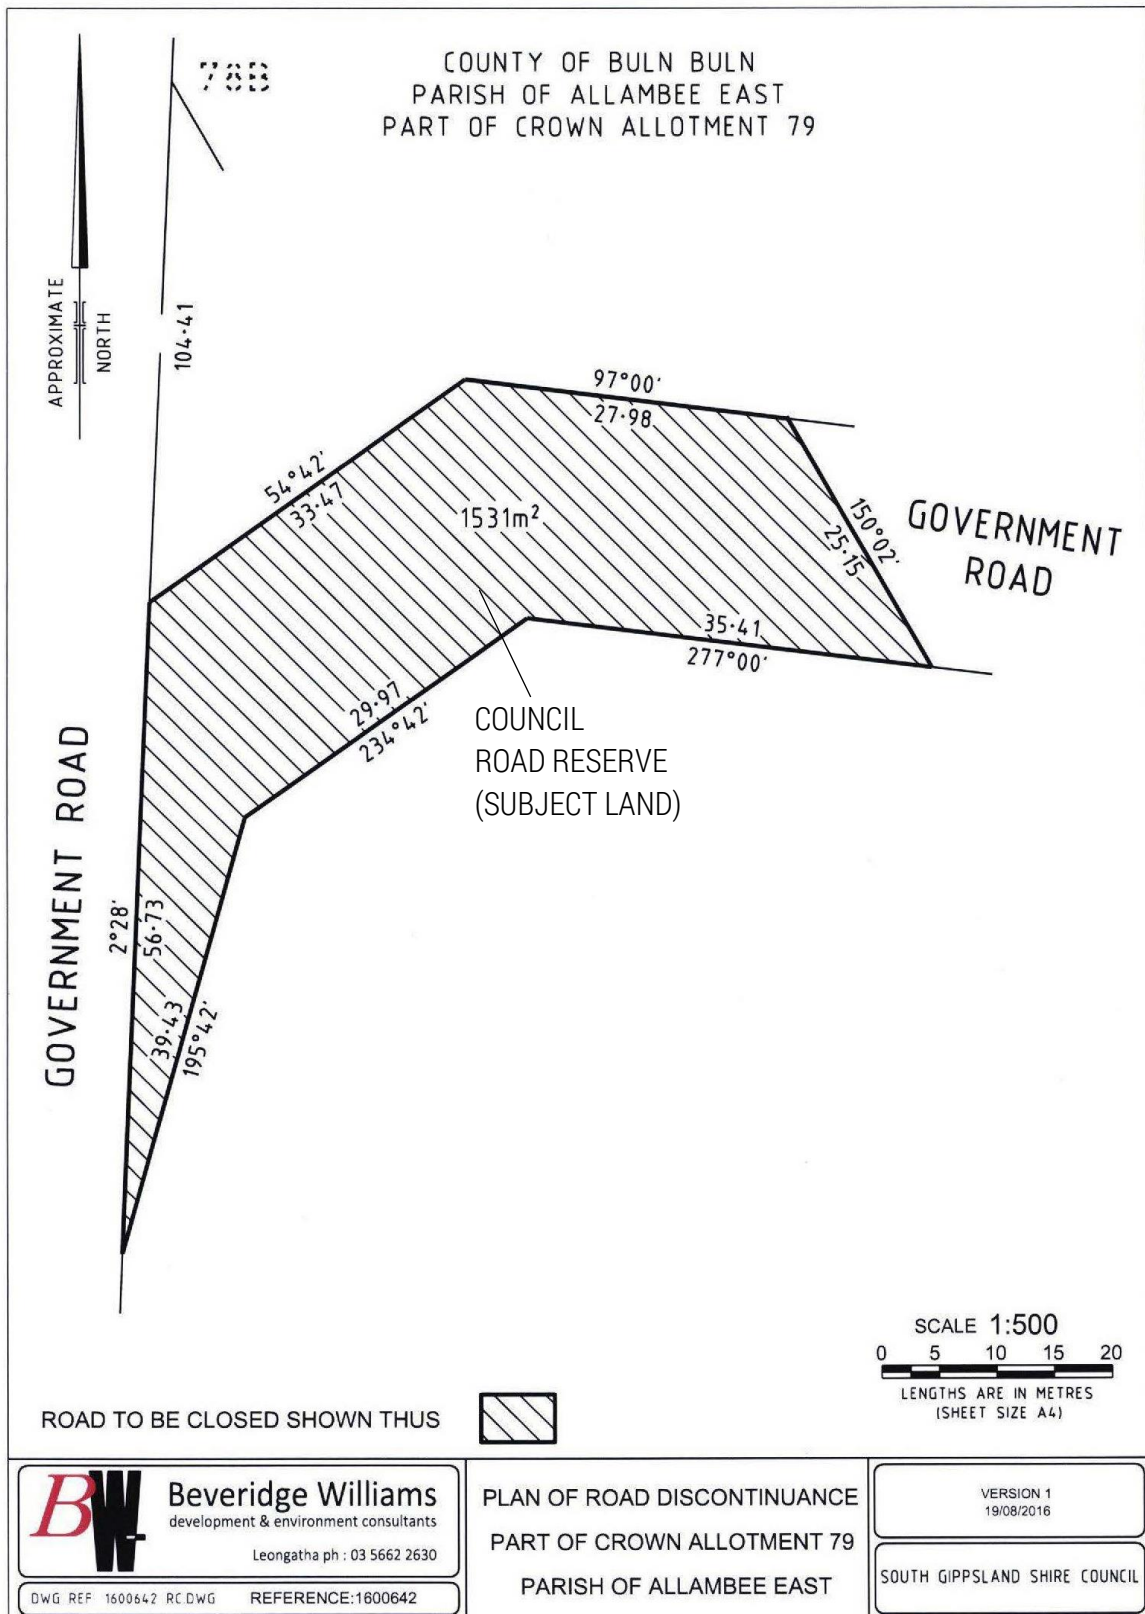 78B
COUNTY OF BULN BULN
PARISH OF ALLAMBEE EAST
PART OF CROWN ALLOTMENT 79
APPROXIMATE
NORTH
104·41
97°00'
27·98
54°42'
33·47
1531m²
150°02'
25·15
GOVERNMENT
ROAD
35·41
277°00'
29·97
234°42'
COUNCIL
ROAD RESERVE
(SUBJECT LAND)
GOVERNMENT ROAD
2°28'
56·73
39·43
195°42'
SCALE 1:500
0 5 10 15 20
LENGTHS ARE IN METRES
(SHEET SIZE A4)
ROAD TO BE CLOSED SHOWN THUS
BW
Beveridge Williams
development & environment consultants
Leongatha ph : 03 5662 2630
DWG REF 1600642 RC.DWG REFERENCE:1600642
PLAN OF ROAD DISCONTINUANCE
PART OF CROWN ALLOTMENT 79
PARISH OF ALLAMBEE EAST
VERSION 1
19/08/2016
SOUTH GIPPSLAND SHIRE COUNCIL